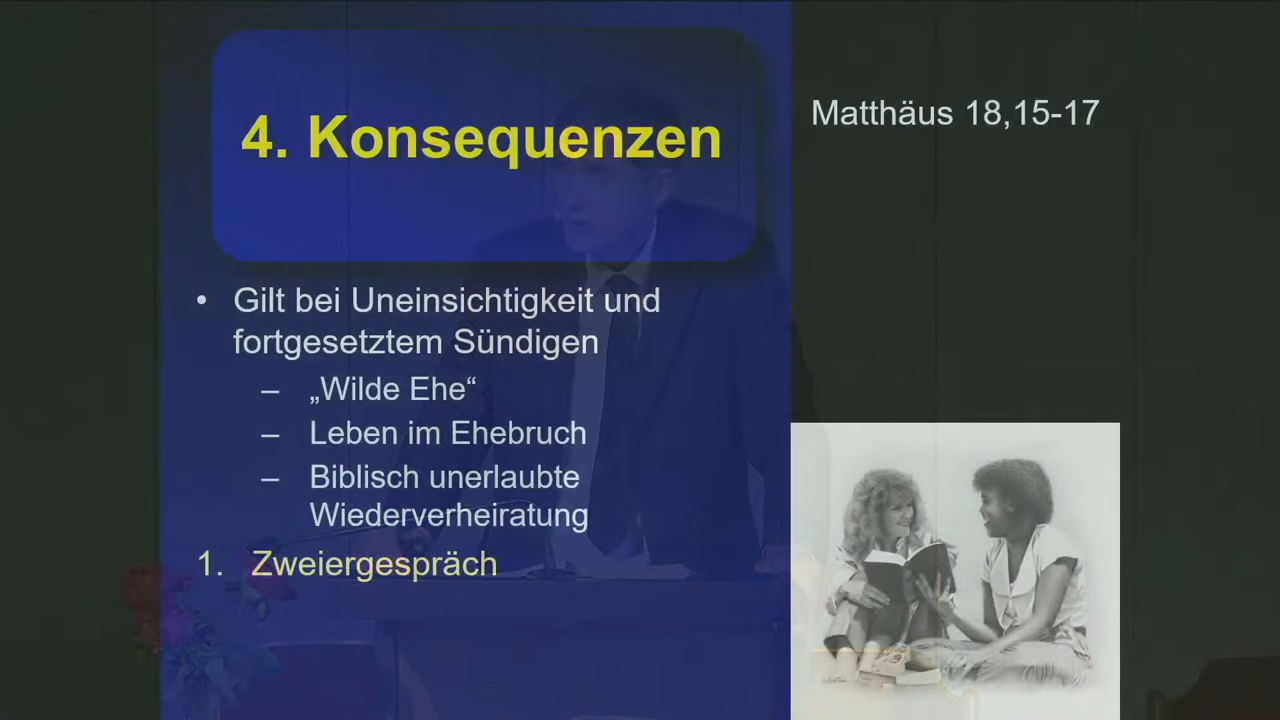 4. Konsequenzen
Matthäus 18,15-17
• Gilt bei Uneinsichtigkeit und
fortgesetztem Sündigen
– „Wilde Ehe“
– Leben im Ehebruch
– Biblisch unerlaubte
Wiederverheiratung
1. Zweiergespräch